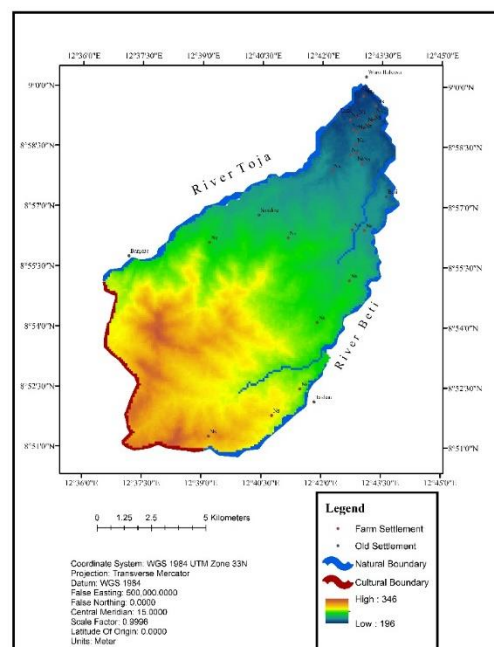 12°36'0"E 12°37'30"E 12°39'0"E 12°40'30"E 12°42'0"E 12°43'30"E 12°45'0"E
9°0'0"N 9°0'0"N
8°58'30"N 8°58'30"N
River Toja
8°57'0"N 8°57'0"N
8°55'30"N 8°55'30"N
8°54'0"N 8°54'0"N
River Beti
8°52'30"N 8°52'30"N
8°51'0"N 8°51'0"N
12°36'0"E 12°37'30"E 12°39'0"E 12°40'30"E 12°42'0"E 12°43'30"E 12°45'0"E
0 1.25 2.5 5 Kilometers
Coordinate System: WGS 1984 UTM Zone 33N
Projection: Transverse Mercator
Datum: WGS 1984
False Easting: 500,000.0000
False Northing: 0.0000
Central Meridian: 15.0000
Scale Factor: 0.9996
Latitude Of Origin: 0.0000
Units: Meter
Legend
Farm Settlement
Old Settlement
Natural Boundary
Cultural Boundary
High : 346
Low : 196